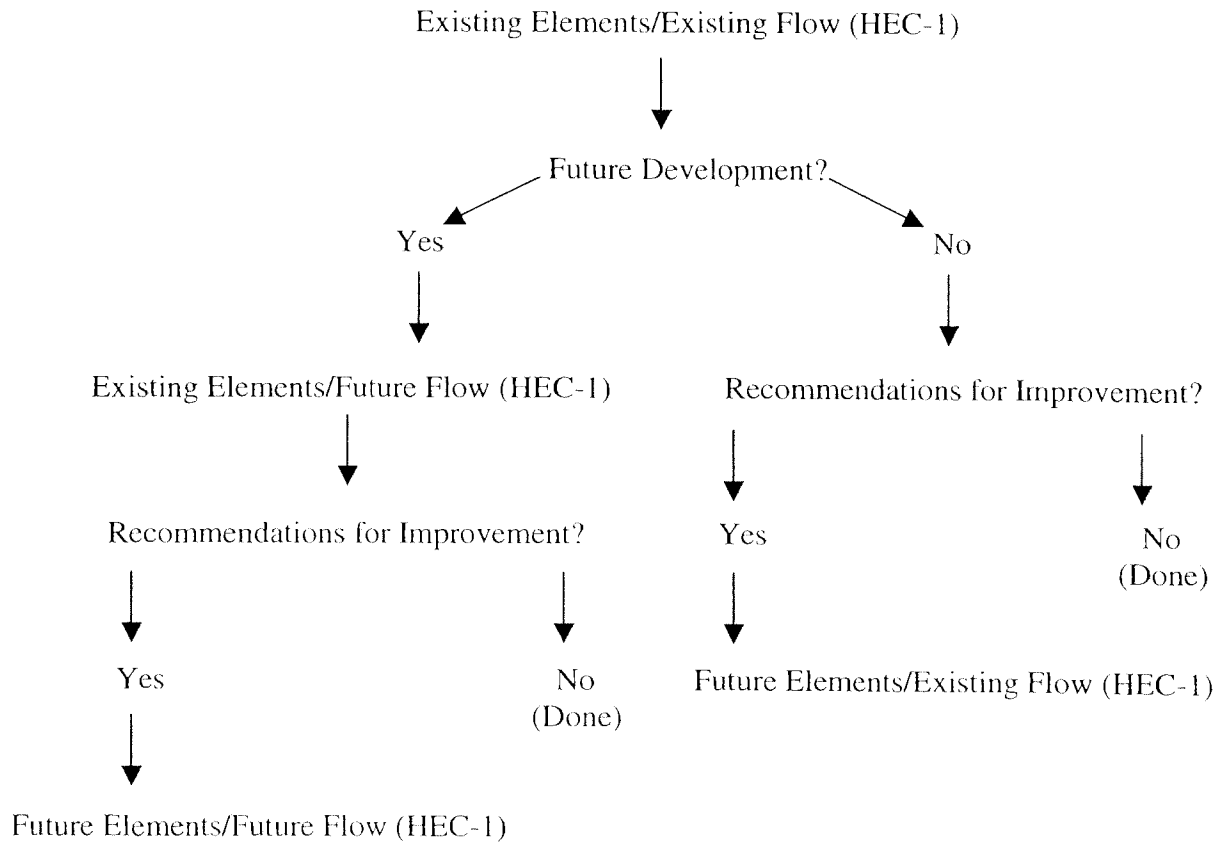 Existing Elements/Existing Flow (HEC-1)
Future Development?
Yes
No
Existing Elements/Future Flow (HEC-1)
Recommendations for Improvement?
Recommendations for Improvement?
Yes
No
(Done)
Yes
No
(Done)
Future Elements/Existing Flow (HEC-1)
Future Elements/Future Flow (HEC-1)